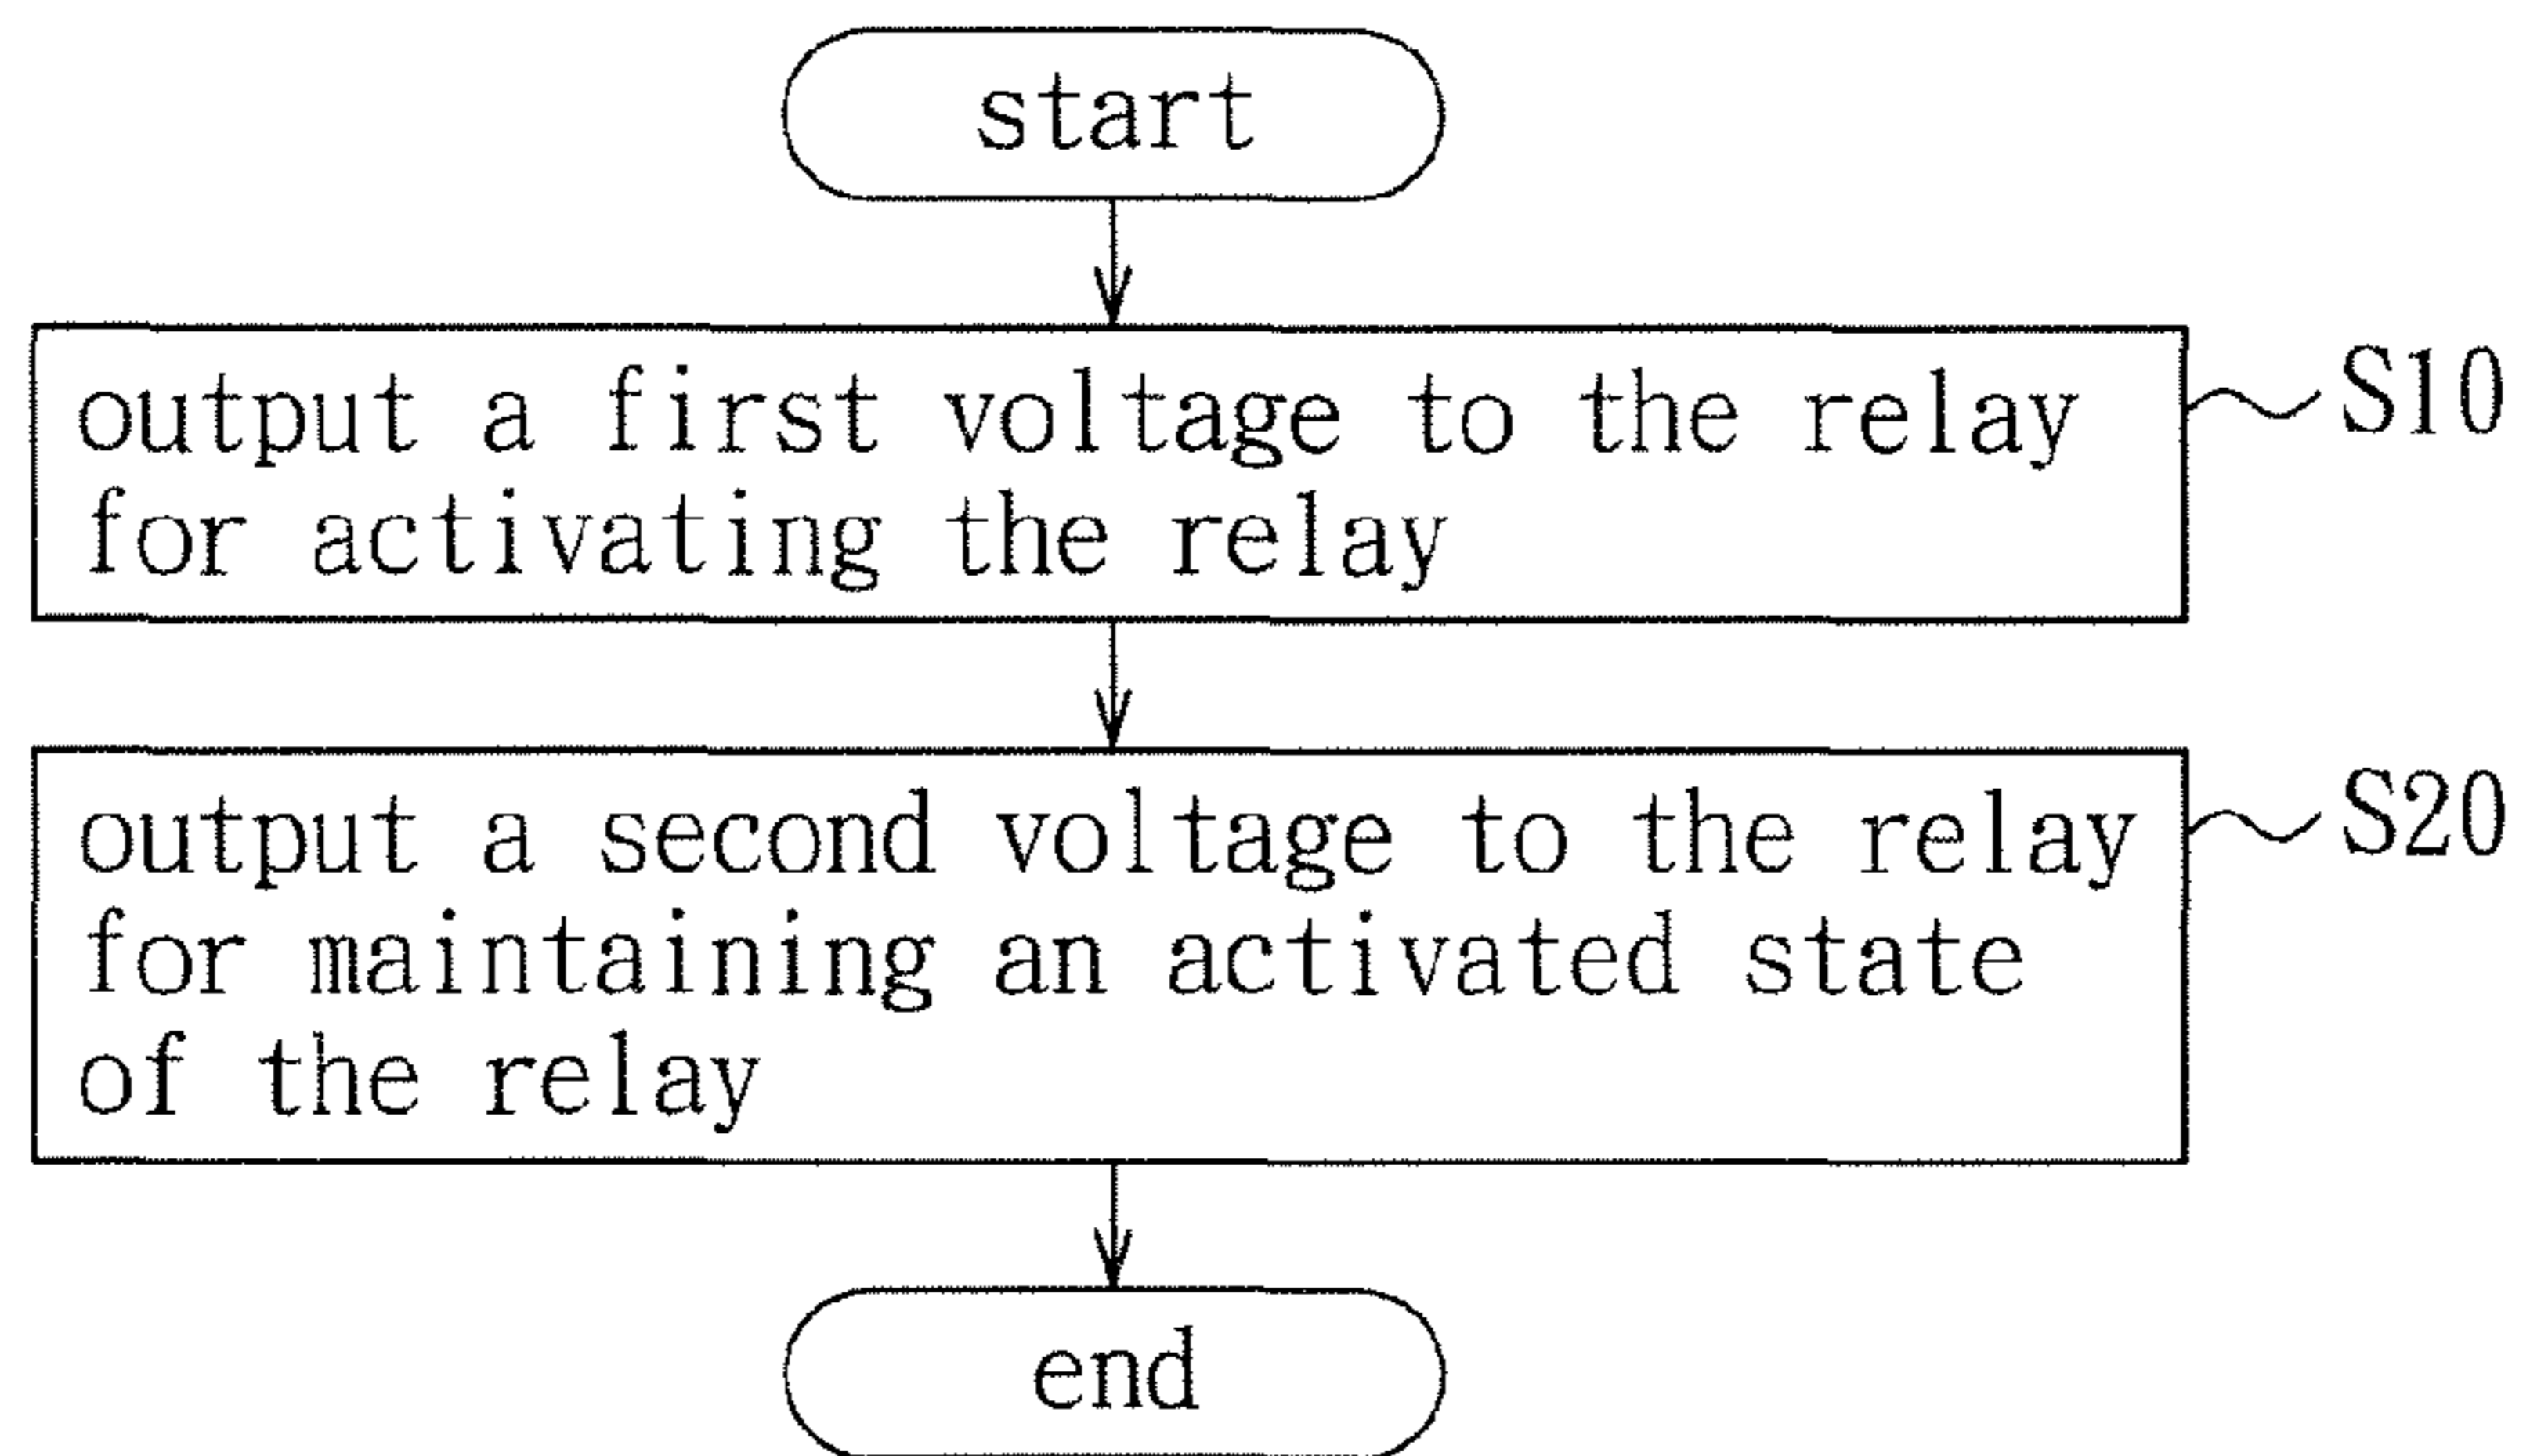 start
output a first voltage to the relay
for activating the relay
S10
output a second voltage to the relay
for maintaining an activated state
of the relay
S20
end